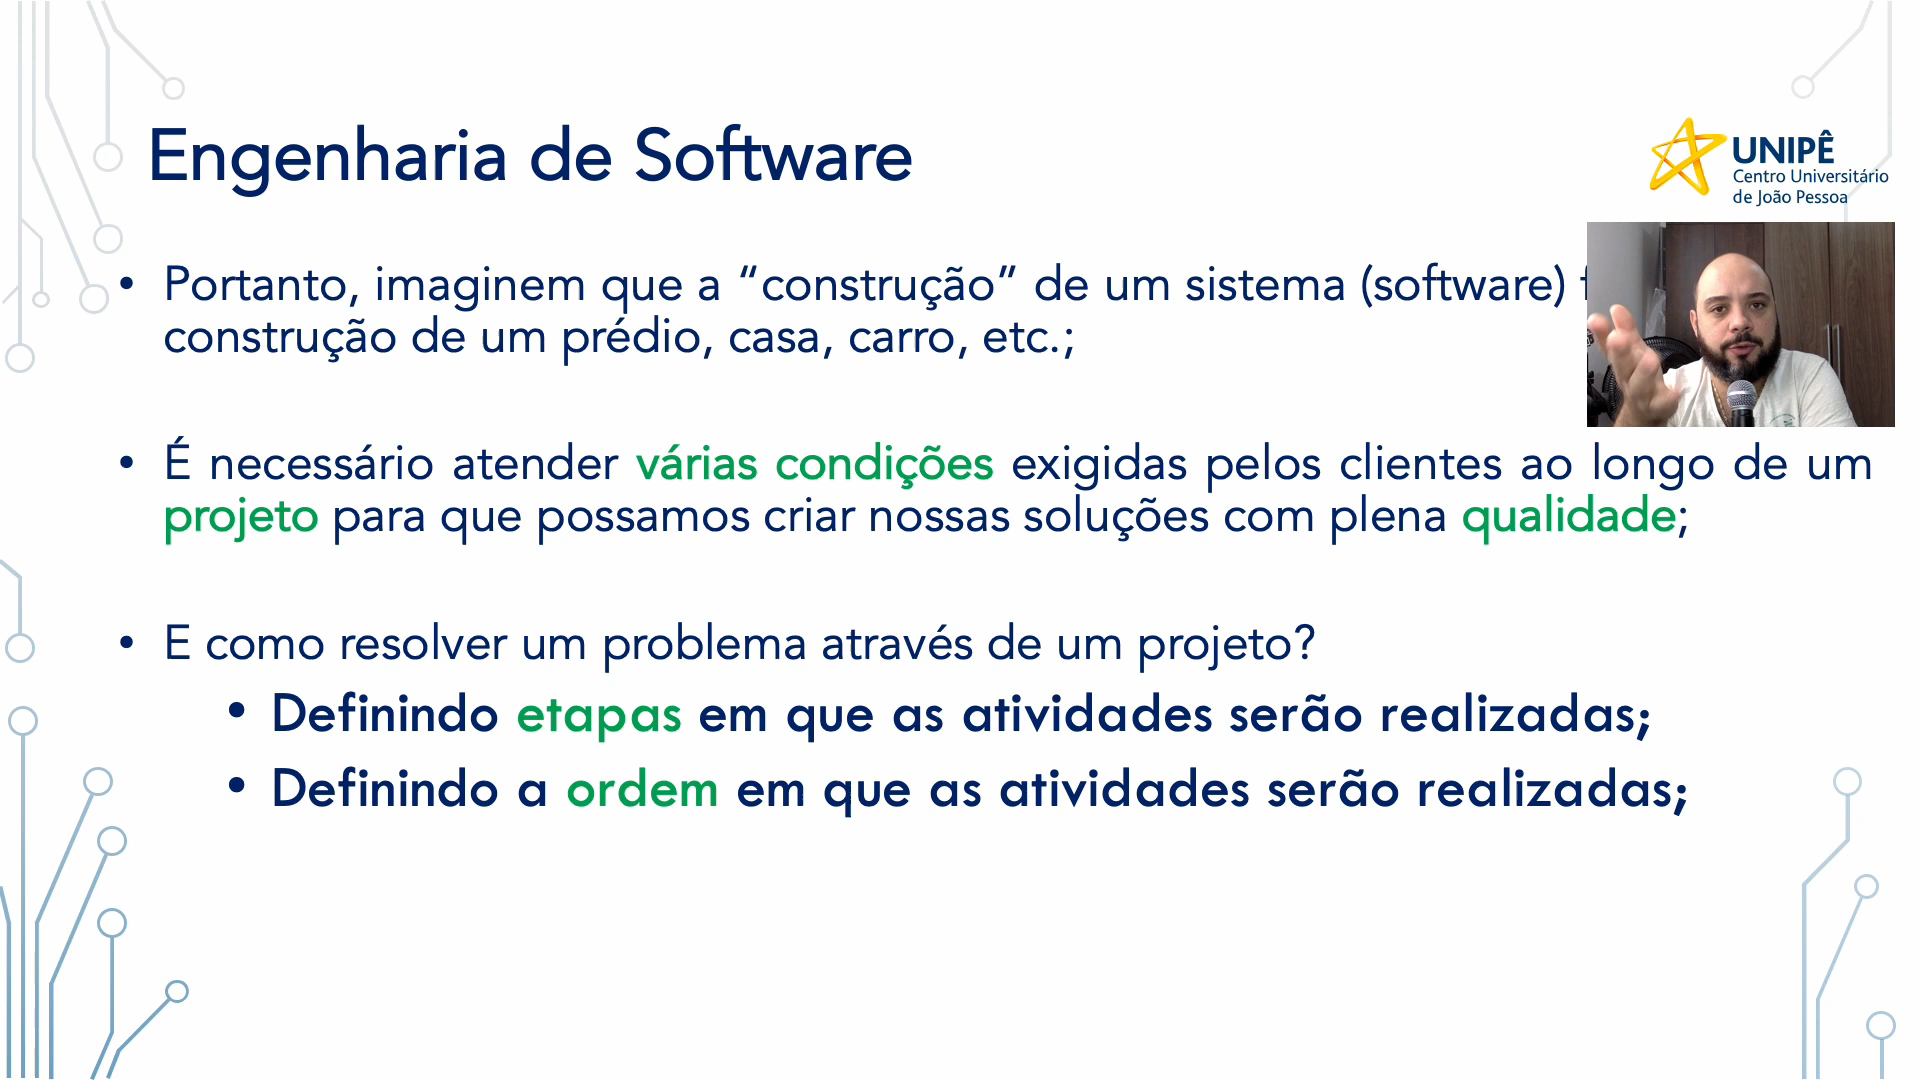 Engenharia de Software
UNIPÊ
Centro Universitário
de João Pessoa
• Portanto, imaginem que a “construção” de um sistema (software)
construção de um prédio, casa, carro, etc.;
• É necessário atender várias condições exigidas pelos clientes ao longo de um
projeto para que possamos criar nossas soluções com plena qualidade;
• E como resolver um problema através de um projeto?
• Definindo etapas em que as atividades serão realizadas;
• Definindo a ordem em que as atividades serão realizadas;